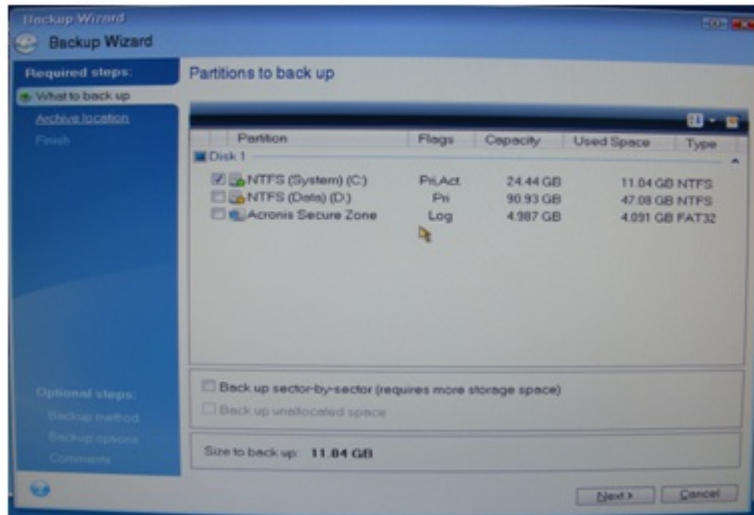 Backup Wizard
Backup Wizard
Required steps:
What to back up
Archive location
Finish
Optional steps:
Backup method
Backup options
Comments
Partitions to back up
Partition Flags Capacity Used Space Type
Disk 1
NTFS (System) (C:) Pri,Act. 24.44 GB 11.04 GB NTFS
NTFS (Data) (D:) Pri 90.93 GB 47.08 GB NTFS
Acronis Secure Zone Log 4.987 GB 4.091 GB FAT32
Back up sector-by-sector (requires more storage space)
Back up unallocated space
Size to back up: 11.04 GB
Next >
Cancel